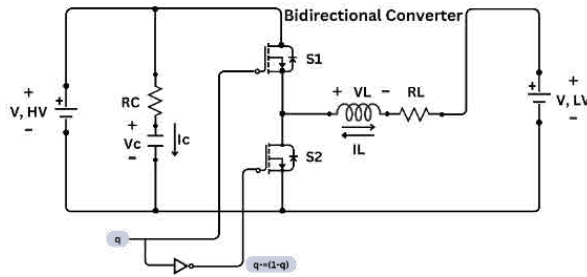 Bidirectional Converter
S1
+ VL -
RL
+
V, HV
-
+
RC
+
Vc
-
Ic
IL
S2
+
V, LV
-
+
q
q-=(1-q)